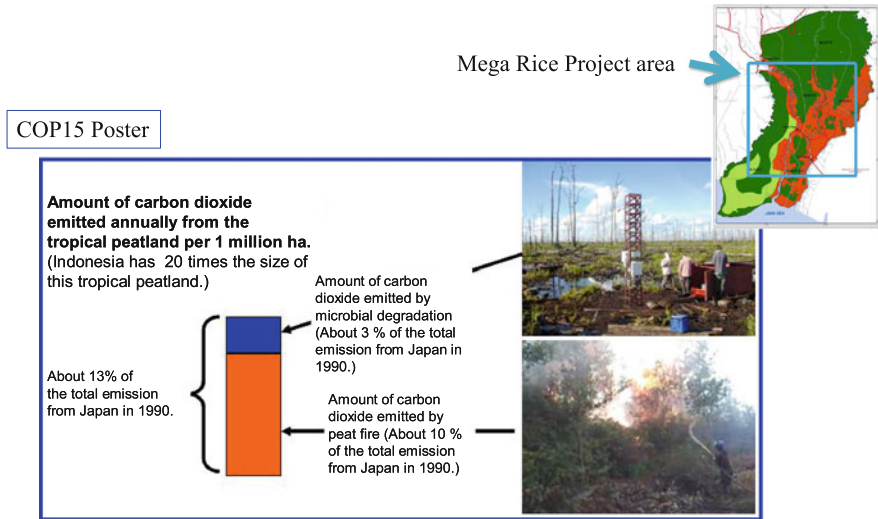 Mega Rice Project area
COP15 Poster
Amount of carbon dioxide
emitted annually from the
tropical peatland per 1 million ha.
(Indonesia has 20 times the size of
this tropical peatland.)
Amount of carbon
dioxide emitted by
microbial degradation
(About 3 % of the total
emission from Japan in
1990.)
About 13% of
the total emission
from Japan in 1990.
Amount of carbon
dioxide emitted by
peat fire (About 10 %
of the total emission
from Japan in 1990.)
JAVA SEA